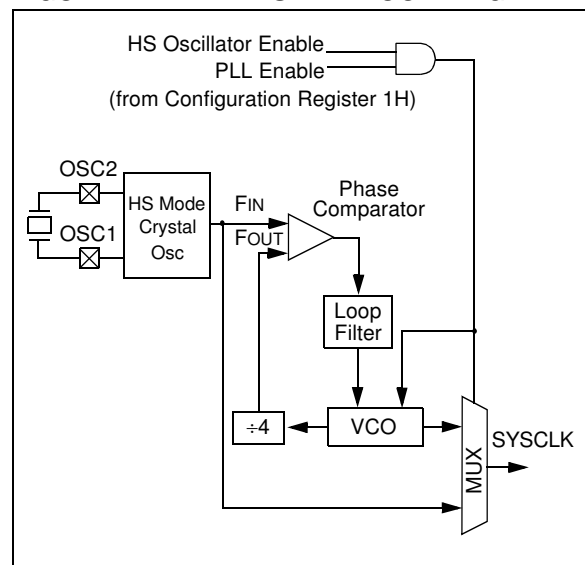 HS Oscillator Enable
PLL Enable
(from Configuration Register 1H)
OSC2
OSC1
HS Mode
Crystal
Osc
FIN
FOUT
Phase
Comparator
Loop
Filter
÷4
VCO
MUX
SYSCLK